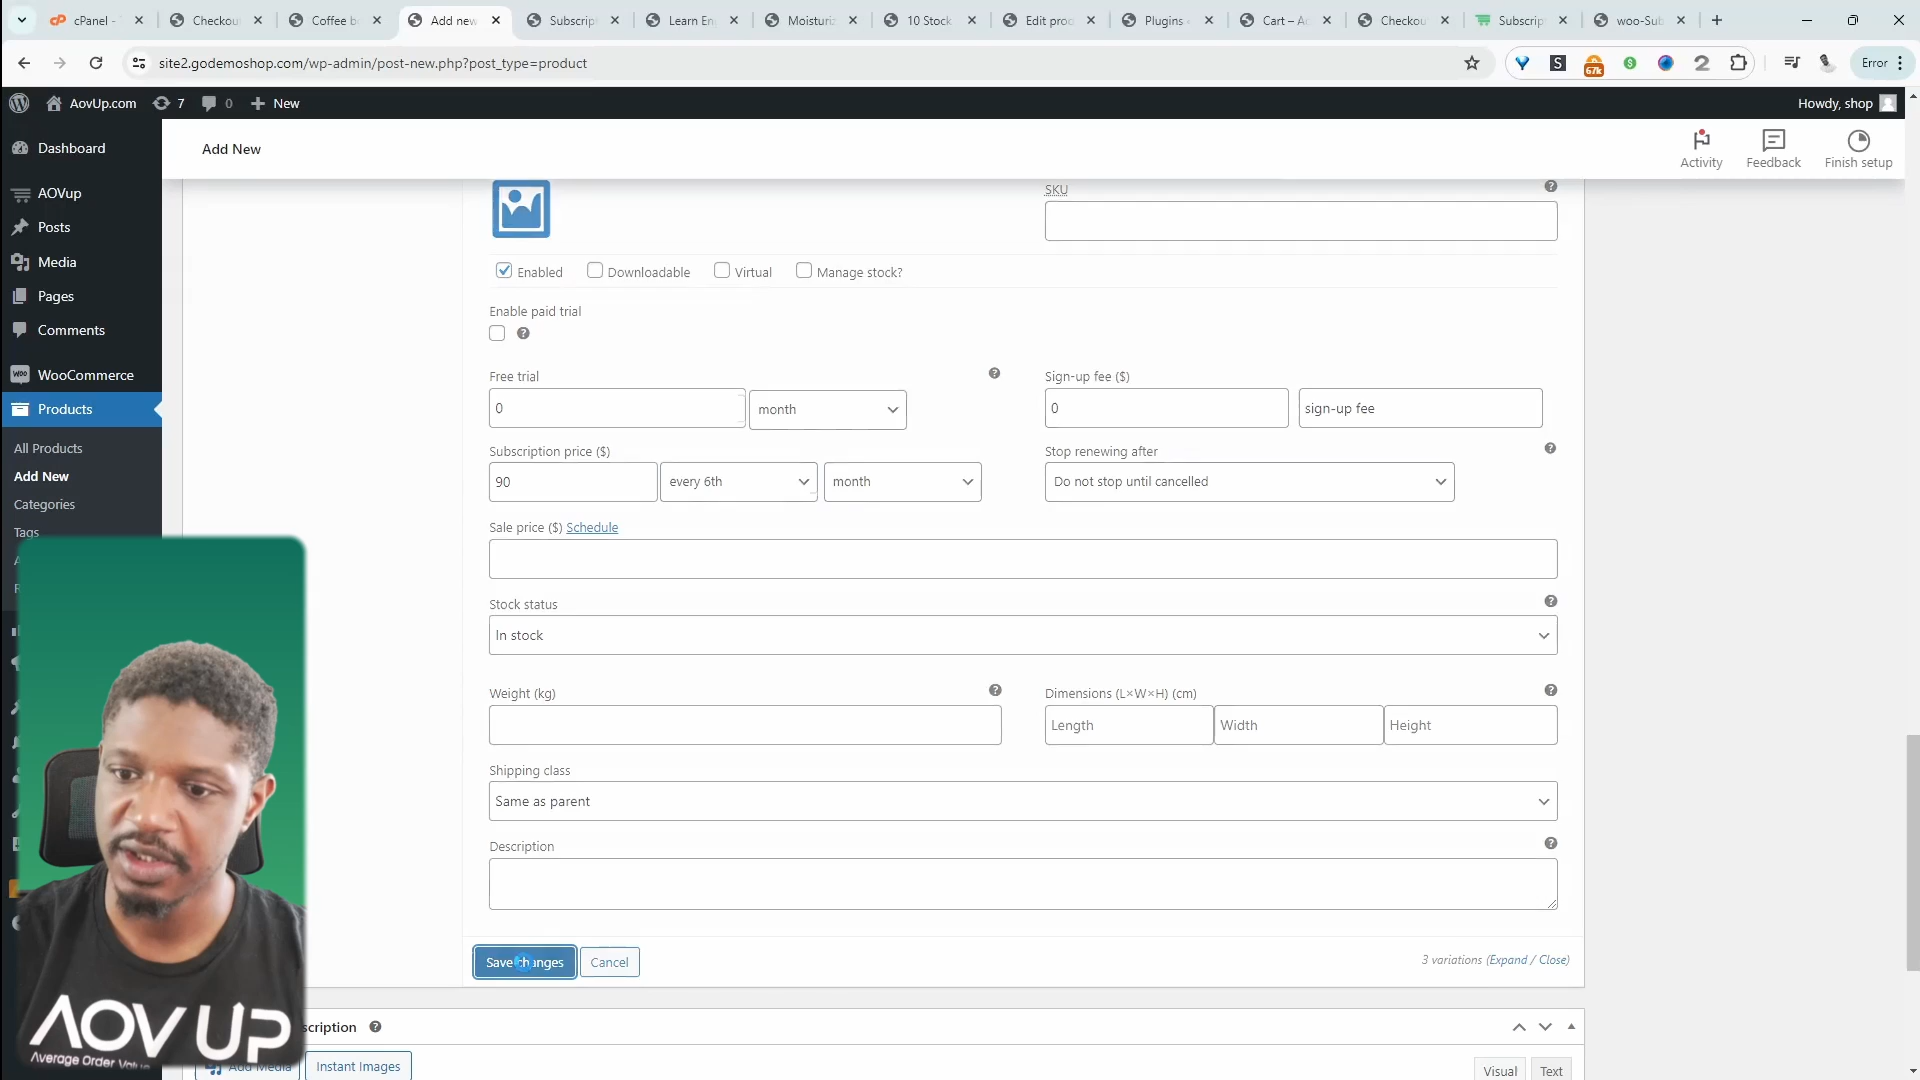 cPanel -
Checkou
Coffee b
Add new
Subscrip
Learn En
Moisturi
10 Stock
Edit proc
Plugins
Cart – A
Checkou
Subscrip
woo-Sub
site2.godemoshop.com/wp-admin/post-new.php?post_type=product
S
67k
Error
AovUp.com
7
0
New
Howdy, shop
Dashboard
AOVup
Posts
Media
Pages
Comments
WooCommerce
Products
All Products
Add New
Categories
Tags
Add New
Activity
Feedback
Finish setup
SKU
Enabled
Downloadable
Virtual
Manage stock?
Enable paid trial
Free trial
Sign-up fee ($)
0
month
0
sign-up fee
Subscription price ($)
Stop renewing after
90
every 6th
month
Do not stop until cancelled
Sale price ($) Schedule
Stock status
In stock
Weight (kg)
Dimensions (L×W×H) (cm)
Length
Width
Height
Shipping class
Same as parent
Description
Save changes
Cancel
3 variations (Expand / Close)
scription
Add Media
Instant Images
Visual
Text
AOV UP
Average Order Value